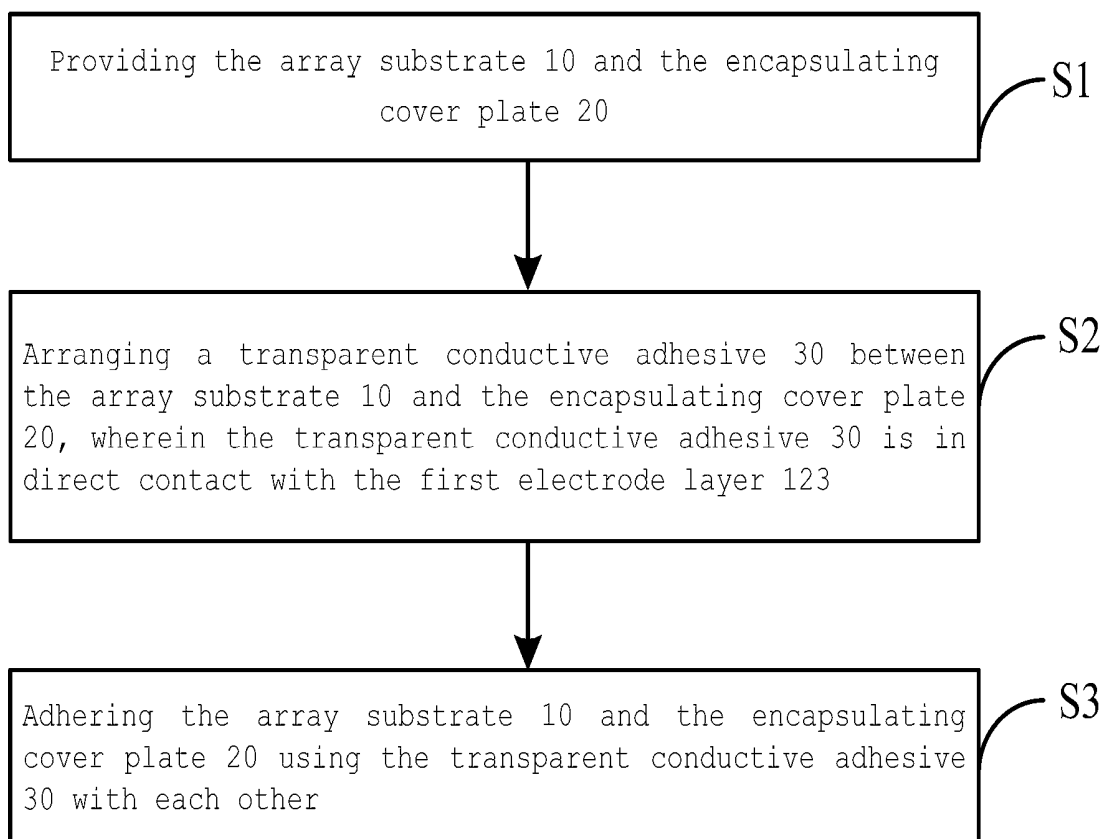 Providing the array substrate 10 and the encapsulating
cover plate 20
S1
Arranging a transparent conductive adhesive 30 between
the array substrate 10 and the encapsulating cover plate
20, wherein the transparent conductive adhesive 30 is in
direct contact with the first electrode layer 123
S2
Adhering the array substrate 10 and the encapsulating
cover plate 20 using the transparent conductive adhesive
30 with each other
S3